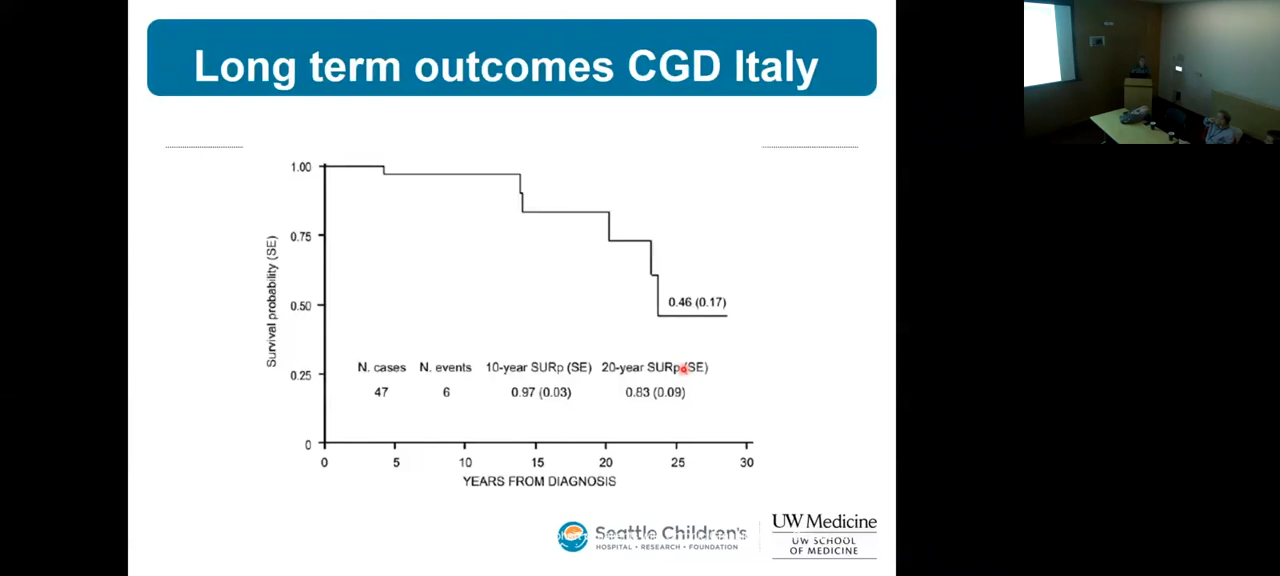 Long term outcomes CGD Italy
1.00
0.75
0.50
0.25
0
Survival probability (SE)
0.46 (0.17)
N. cases N. events 10-year SURp (SE) 20-year SURp (SE)
47 6 0.97 (0.03) 0.83 (0.09)
0 5 10 15 20 25 30
YEARS FROM DIAGNOSIS
Seattle Children's
HOSPITAL • RESEARCH • FOUNDATION
UW Medicine
UW SCHOOL
OF MEDICINE